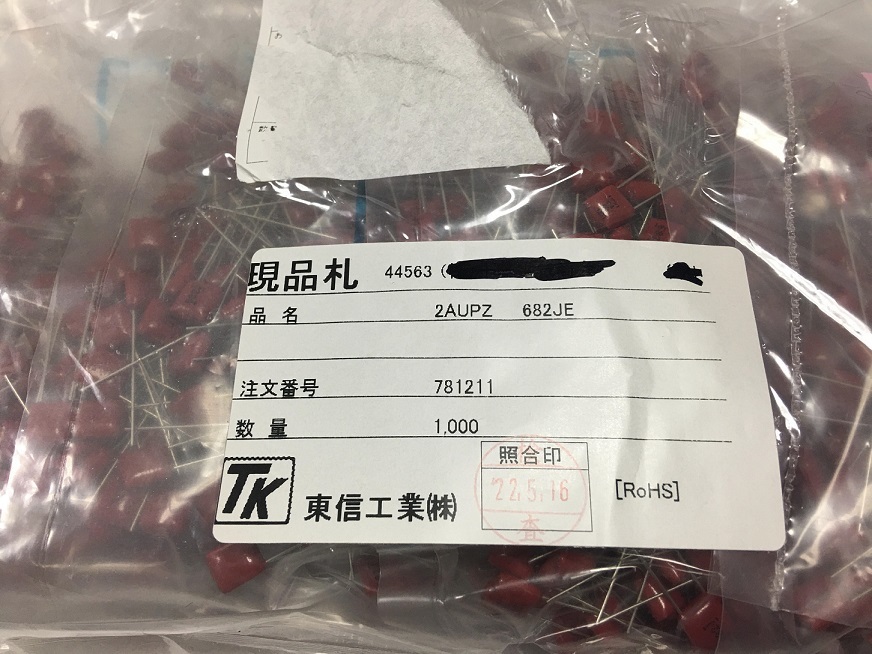 現品札 44563 (
品名 2AUPZ 682JE
注文番号 781211
数量 1,000
照合印
22.5.16
査
[RoHS]
TK 東信工業㈱